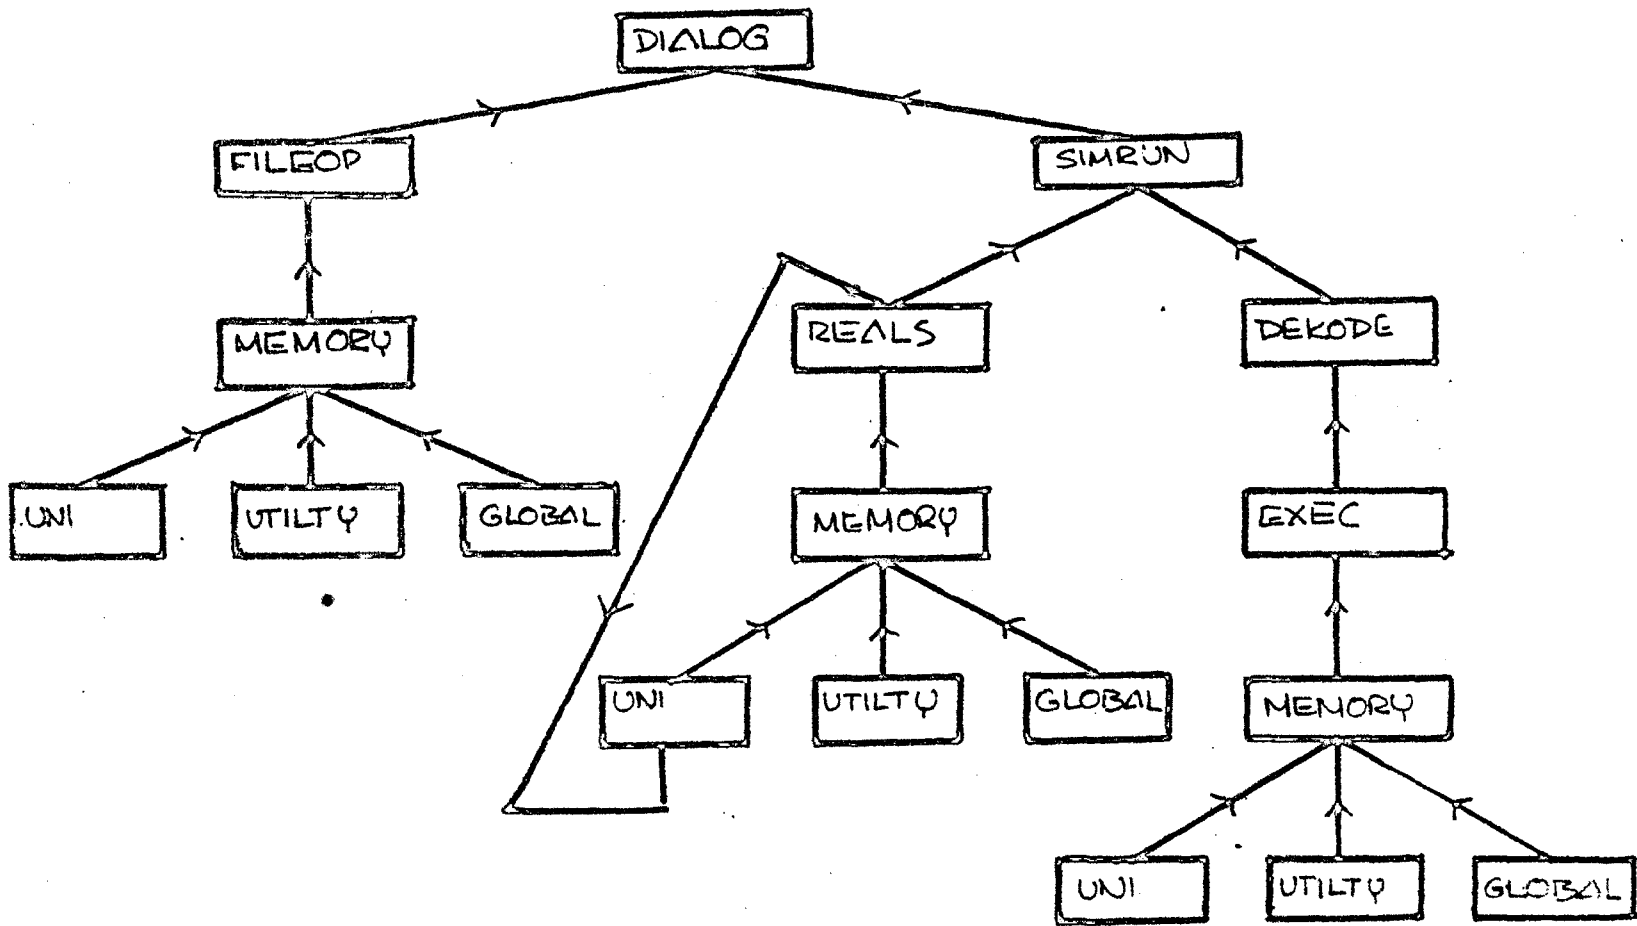 DIALOG
FILEOP
SIMRUN
MEMORY
REALS
DEKODE
UNI
UTILTY
GLOBAL
MEMORY
EXEC
UNI
UTILTY
GLOBAL
MEMORY
UNI
UTILTY
GLOBAL